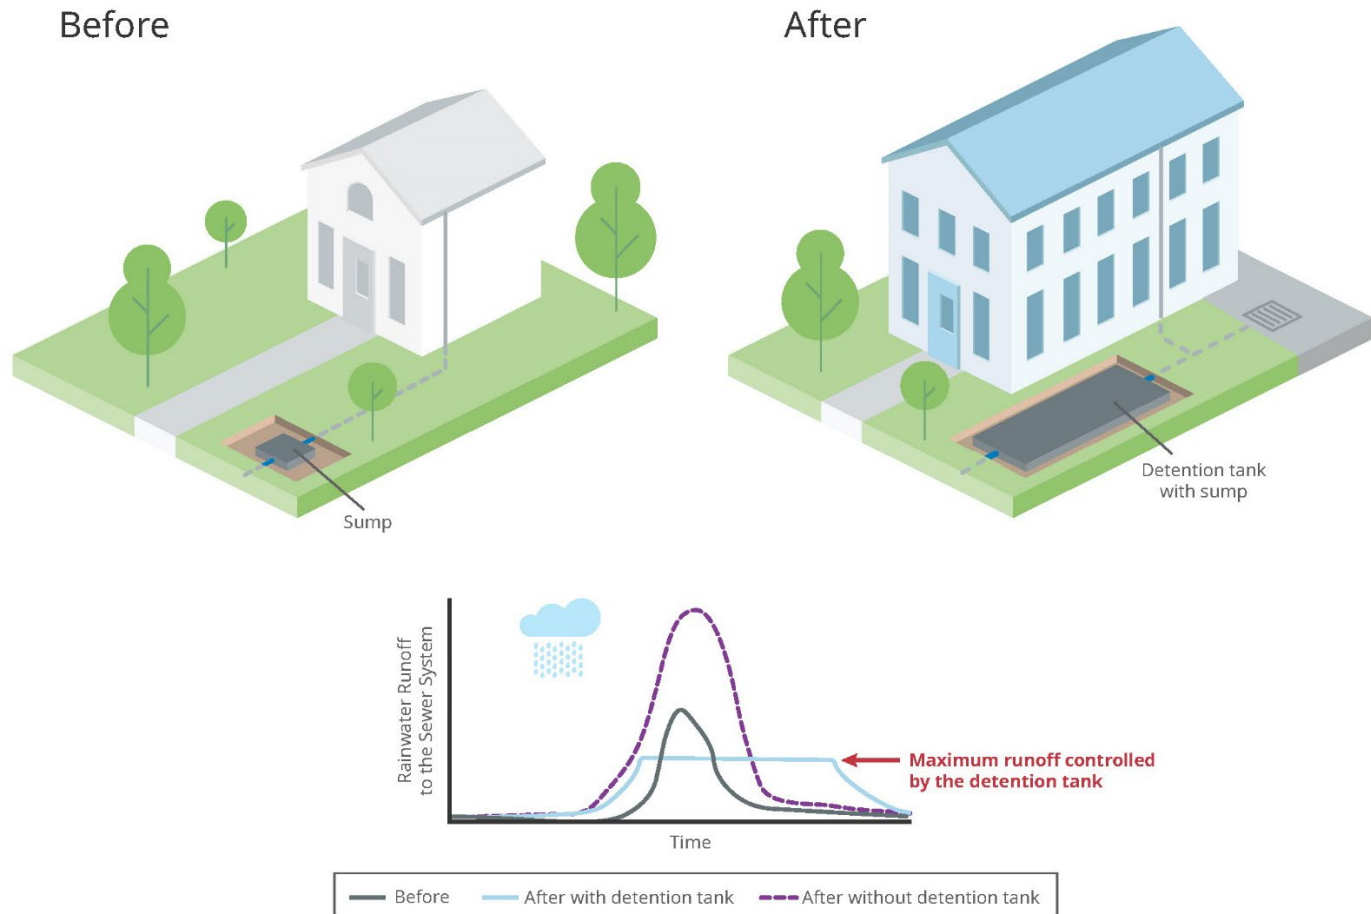 Before
After
Sump
Detention tank
with sump
Rainwater Runoff
to the Sewer System
Maximum runoff controlled
by the detention tank
Time
Before
After with detention tank
After without detention tank